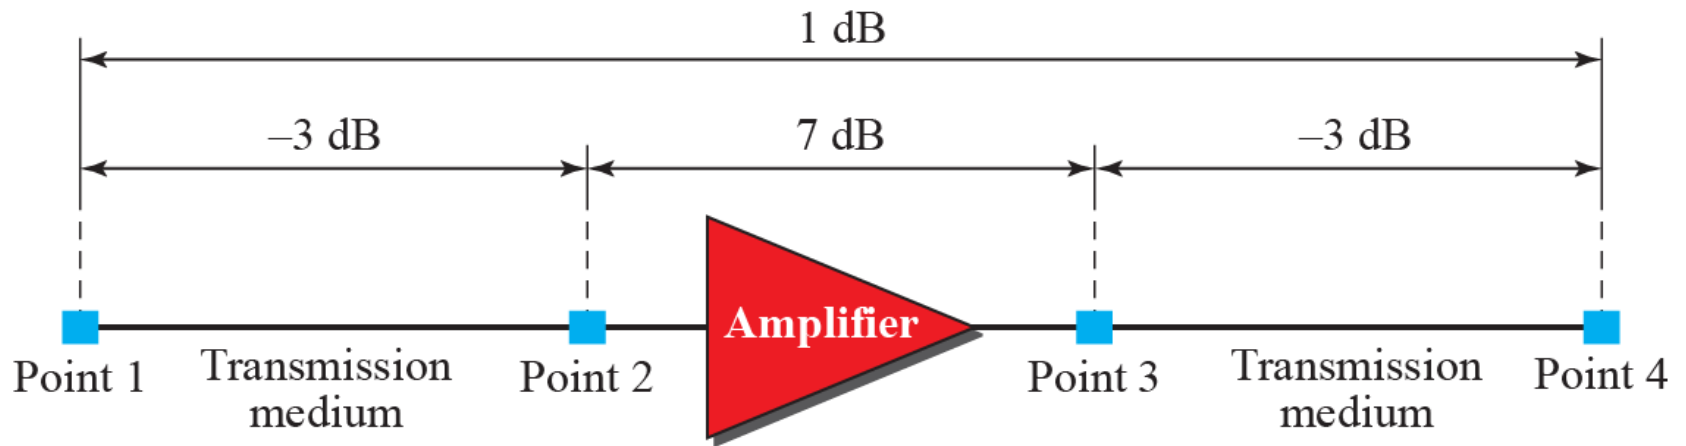 1 dB
–3 dB
7 dB
–3 dB
Amplifier
Point 1
Transmission
medium
Point 2
Point 3
Transmission
medium
Point 4